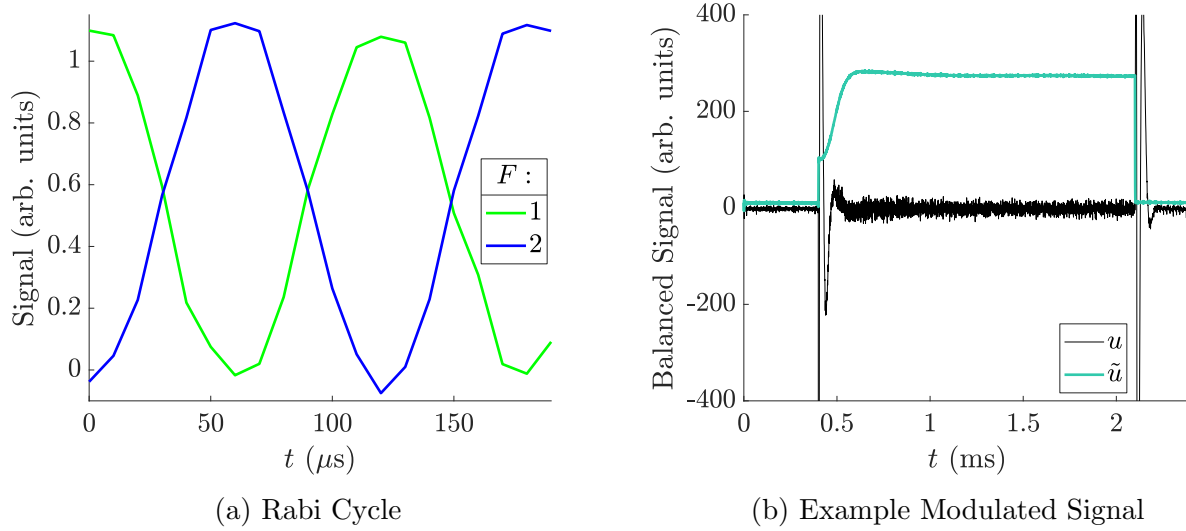 Signal (arb. units)
1
0.8
0.6
0.4
0.2
0
0 50 100 150
t (μs)
F :
1
2
(a) Rabi Cycle
Balanced Signal (arb. units)
400
200
0
-200
-400
0 0.5 1 1.5 2
t (ms)
u
ũ
(b) Example Modulated Signal